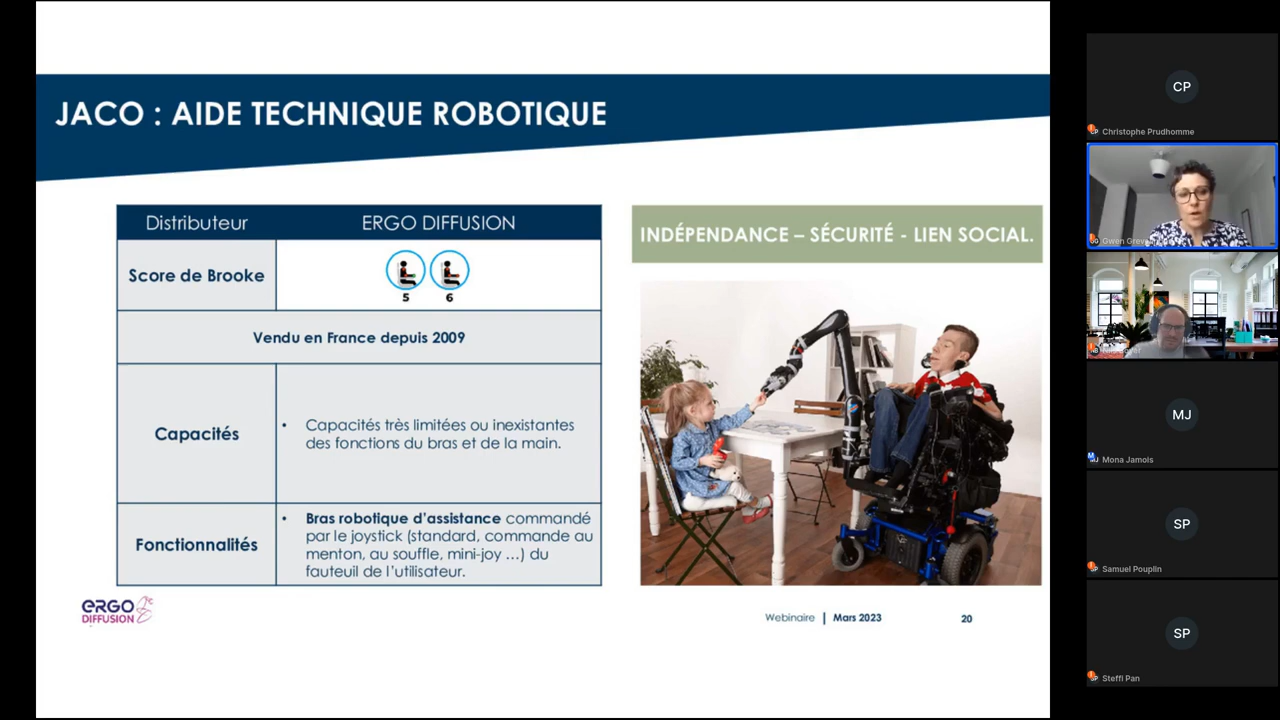 JACO : AIDE TECHNIQUE ROBOTIQUE
Distributeur
ERGO DIFFUSION
Score de Brooke
5
6
Vendu en France depuis 2009
Capacités
• Capacités très limitées ou inexistantes
des fonctions du bras et de la main.
Fonctionnalités
• Bras robotique d'assistance commandé
par le joystick (standard, commande au
menton, au souffle, mini-joy ...) du
fauteuil de l'utilisateur.
INDÉPENDANCE – SÉCURITÉ - LIEN SOCIAL.
ERGO
DIFFUSION
Webinaire | Mars 2023
20
CP
Christophe Prudhomme
Gwen
MJ
Mona Jamois
SP
Samuel Pouplin
SP
Steffi Pan